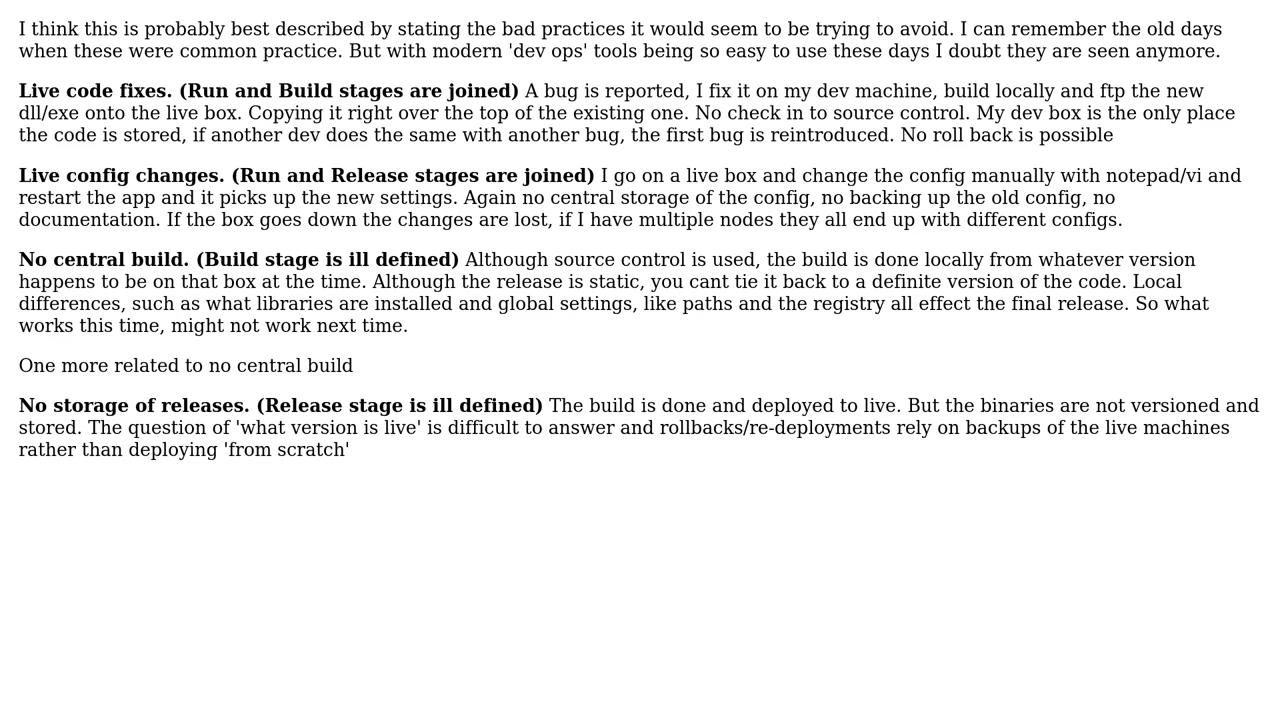 I think this is probably best described by stating the bad practices it would seem to be trying to avoid. I can remember the old days
when these were common practice. But with modern 'dev ops' tools being so easy to use these days I doubt they are seen anymore.
Live code fixes. (Run and Build stages are joined) A bug is reported, I fix it on my dev machine, build locally and ftp the new
dll/exe onto the live box. Copying it right over the top of the existing one. No check in to source control. My dev box is the only place
the code is stored, if another dev does the same with another bug, the first bug is reintroduced. No roll back is possible
Live config changes. (Run and Release stages are joined) I go on a live box and change the config manually with notepad/vi and
restart the app and it picks up the new settings. Again no central storage of the config, no backing up the old config, no
documentation. If the box goes down the changes are lost, if I have multiple nodes they all end up with different configs.
No central build. (Build stage is ill defined) Although source control is used, the build is done locally from whatever version
happens to be on that box at the time. Although the release is static, you cant tie it back to a definite version of the code. Local
differences, such as what libraries are installed and global settings, like paths and the registry all effect the final release. So what
works this time, might not work next time.
One more related to no central build
No storage of releases. (Release stage is ill defined) The build is done and deployed to live. But the binaries are not versioned and
stored. The question of 'what version is live' is difficult to answer and rollbacks/re-deployments rely on backups of the live machines
rather than deploying 'from scratch'